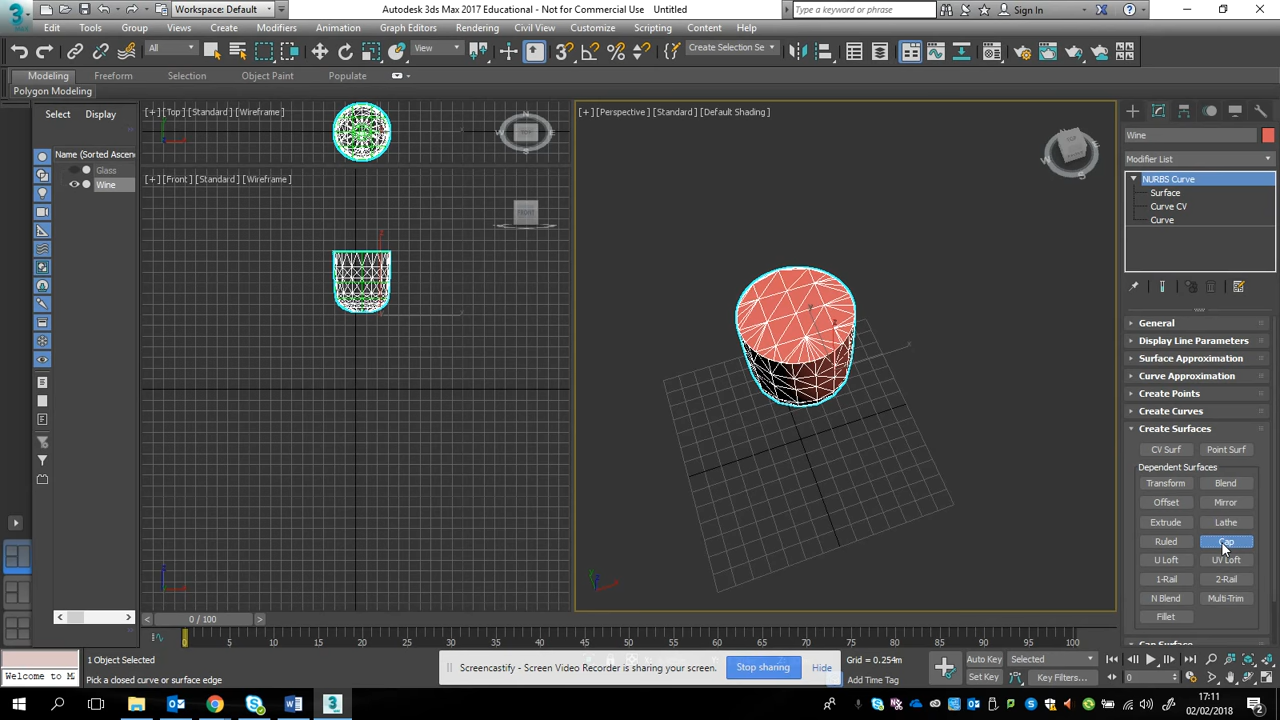 Workspace: Default
Autodesk 3ds Max 2017 Educational - Not for Commercial Use    Untitled
Type a keyword or phrase
Sign In
Edit Tools Group Views Create Modifiers Animation Graph Editors Rendering Civil View Customize Scripting Content Help
All
View
Create Selection Se
Modeling Freeform Selection Object Paint Populate
Polygon Modeling
Select Display
Name (Sorted Ascen
Glass
Wine
[+] [Top] [Standard] [Wireframe]
[+] [Front] [Standard] [Wireframe]
FRONT
[+] [Perspective] [Standard] [Default Shading]
Wine
Modifier List
NURBS Curve
Surface
Curve CV
Curve
General
Display Line Parameters
Surface Approximation
Curve Approximation
Create Points
Create Curves
Create Surfaces
CV Surf Point Surf
Dependent Surfaces
Transform Blend
Offset Mirror
Extrude Lathe
Ruled Cap
U Loft UV Loft
1-Rail 2-Rail
N Blend Multi-Trim
Fillet
Cap Surface
0 / 100
0 5 10 15 20 25 30 35 40 45 50 55 60 65 70 75 80 85 90 95 100
1 Object Selected
Welcome to M
Pick a closed curve or surface edge
Screencastify - Screen Video Recorder is sharing your screen.
Stop sharing
Hide
Grid = 0.254m
Add Time Tag
Auto Key Selected
Set Key Key Filters...
0
17:11
02/02/2018